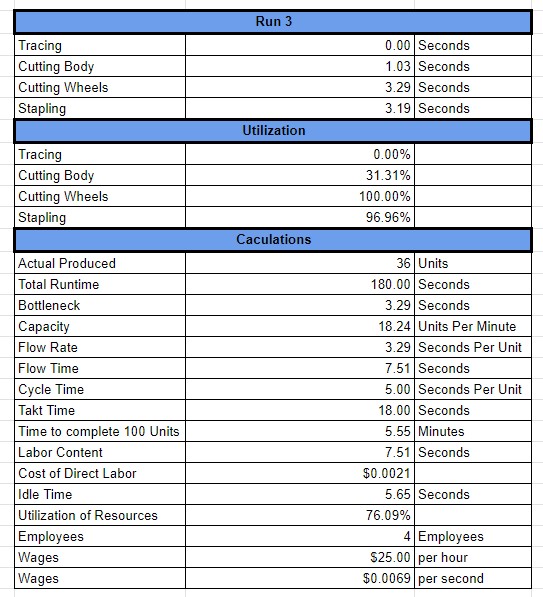 Run 3
Tracing 0.00 Seconds
Cutting Body 1.03 Seconds
Cutting Wheels 3.29 Seconds
Stapling 3.19 Seconds
Utilization
Tracing 0.00%
Cutting Body 31.31%
Cutting Wheels 100.00%
Stapling 96.96%
Caculations
Actual Produced 36 Units
Total Runtime 180.00 Seconds
Bottleneck 3.29 Seconds
Capacity 18.24 Units Per Minute
Flow Rate 3.29 Seconds Per Unit
Flow Time 7.51 Seconds
Cycle Time 5.00 Seconds Per Unit
Takt Time 18.00 Seconds
Time to complete 100 Units 5.55 Minutes
Labor Content 7.51 Seconds
Cost of Direct Labor $0.0021
Idle Time 5.65 Seconds
Utilization of Resources 76.09%
Employees 4 Employees
Wages $25.00 per hour
Wages $0.0069 per second